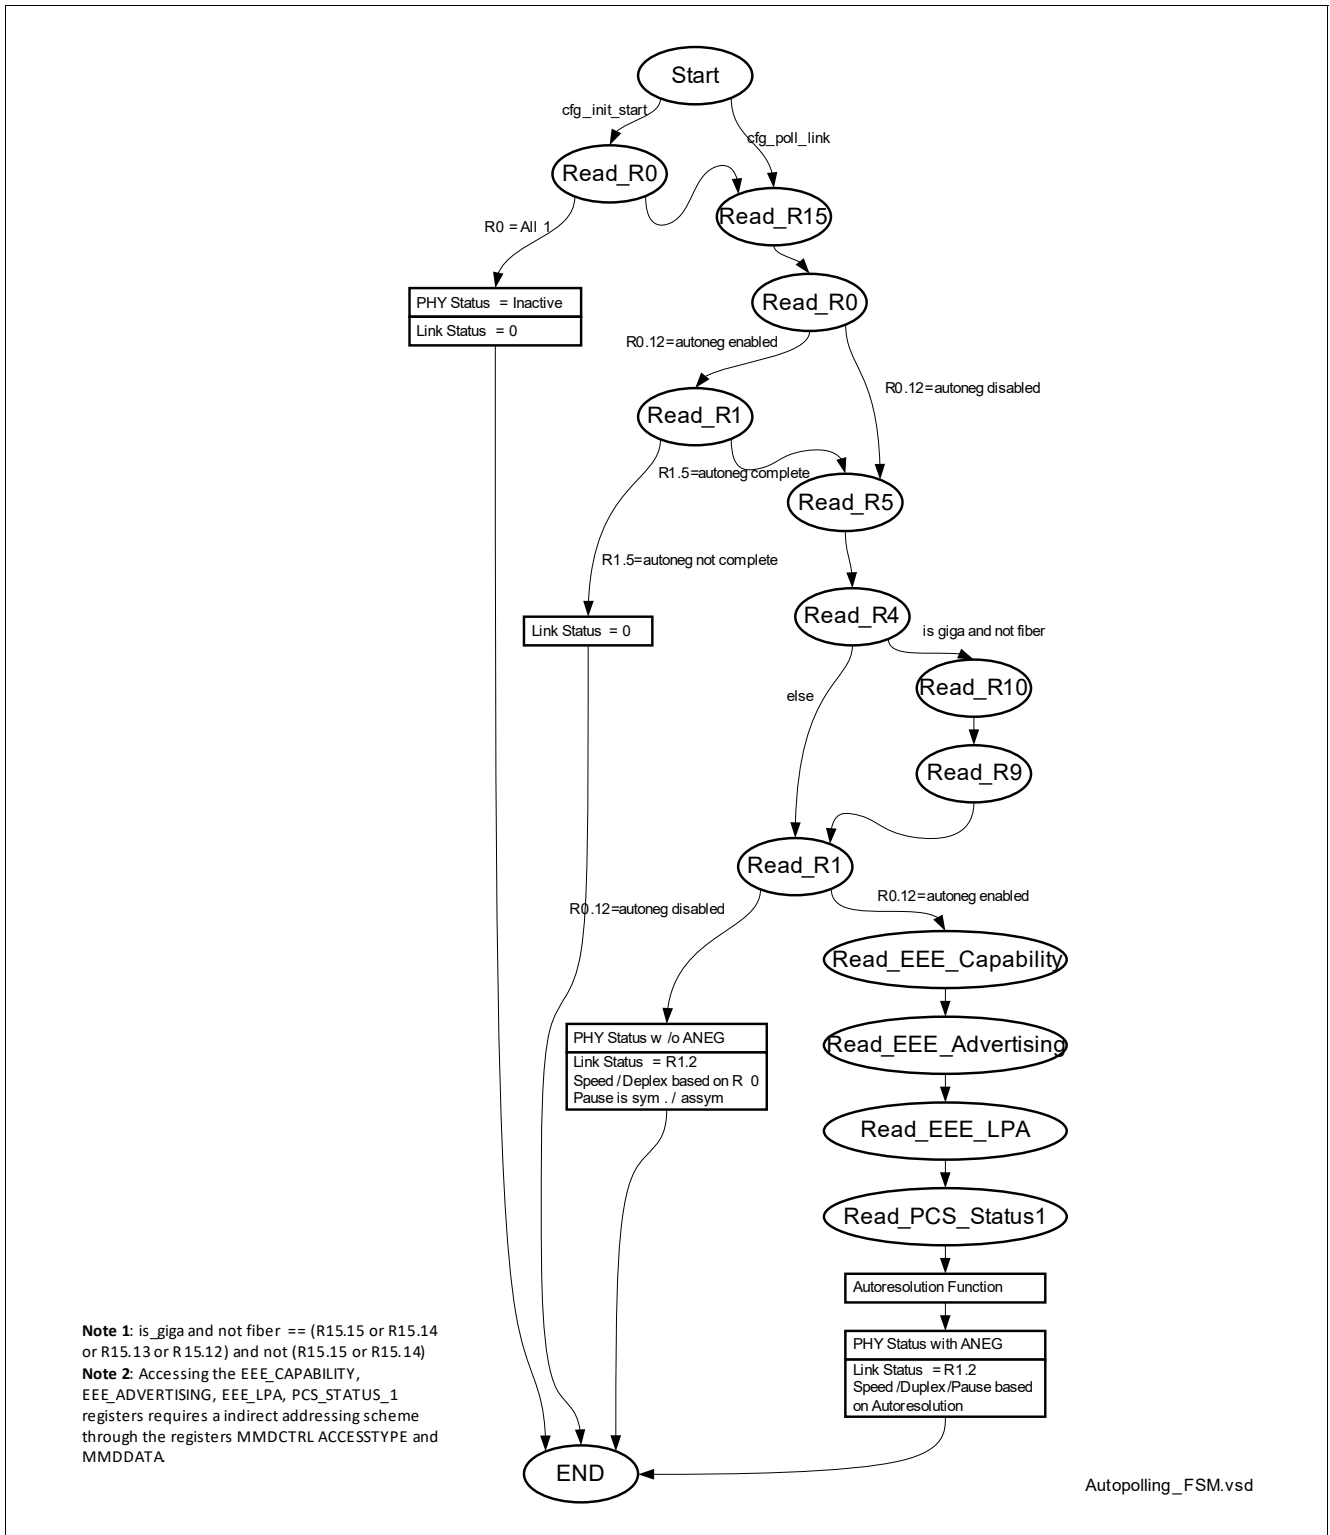 Start
cfg_init_start
cfg_poll_link
Read_R0
Read_R15
R0 = All 1
PHY Status = Inactive
Link Status = 0
Read_R0
R0.12=autoneg enabled
R0.12=autoneg disabled
Read_R1
R1.5=autoneg complete
Read_R5
R1.5=autoneg not complete
Link Status = 0
Read_R4
is giga and not fiber
Read_R10
else
Read_R9
Read_R1
R0.12=autoneg disabled
R0.12=autoneg enabled
Read_EEE_Capability
Read_EEE_Advertising
PHY Status w /o ANEG
Link Status = R1.2
Speed /Deplex based on R 0
Pause is sym . / assym
Read_EEE_LPA
Read_PCS_Status1
Autoresolution Function
PHY Status with ANEG
Link Status = R1.2
Speed /Duplex /Pause based
on Autoresolution
Note 1: is_giga and not fiber == (R15.15 or R15.14
or R15.13 or R15.12) and not (R15.15 or R15.14)
Note 2: Accessing the EEE_CAPABILITY,
EEE_ADVERTISING, EEE_LPA, PCS_STATUS_1
registers requires a indirect addressing scheme
through the registers MMDCTRL ACCESSTYPE and
MMDDATA.
END
Autopolling_FSM.vsd